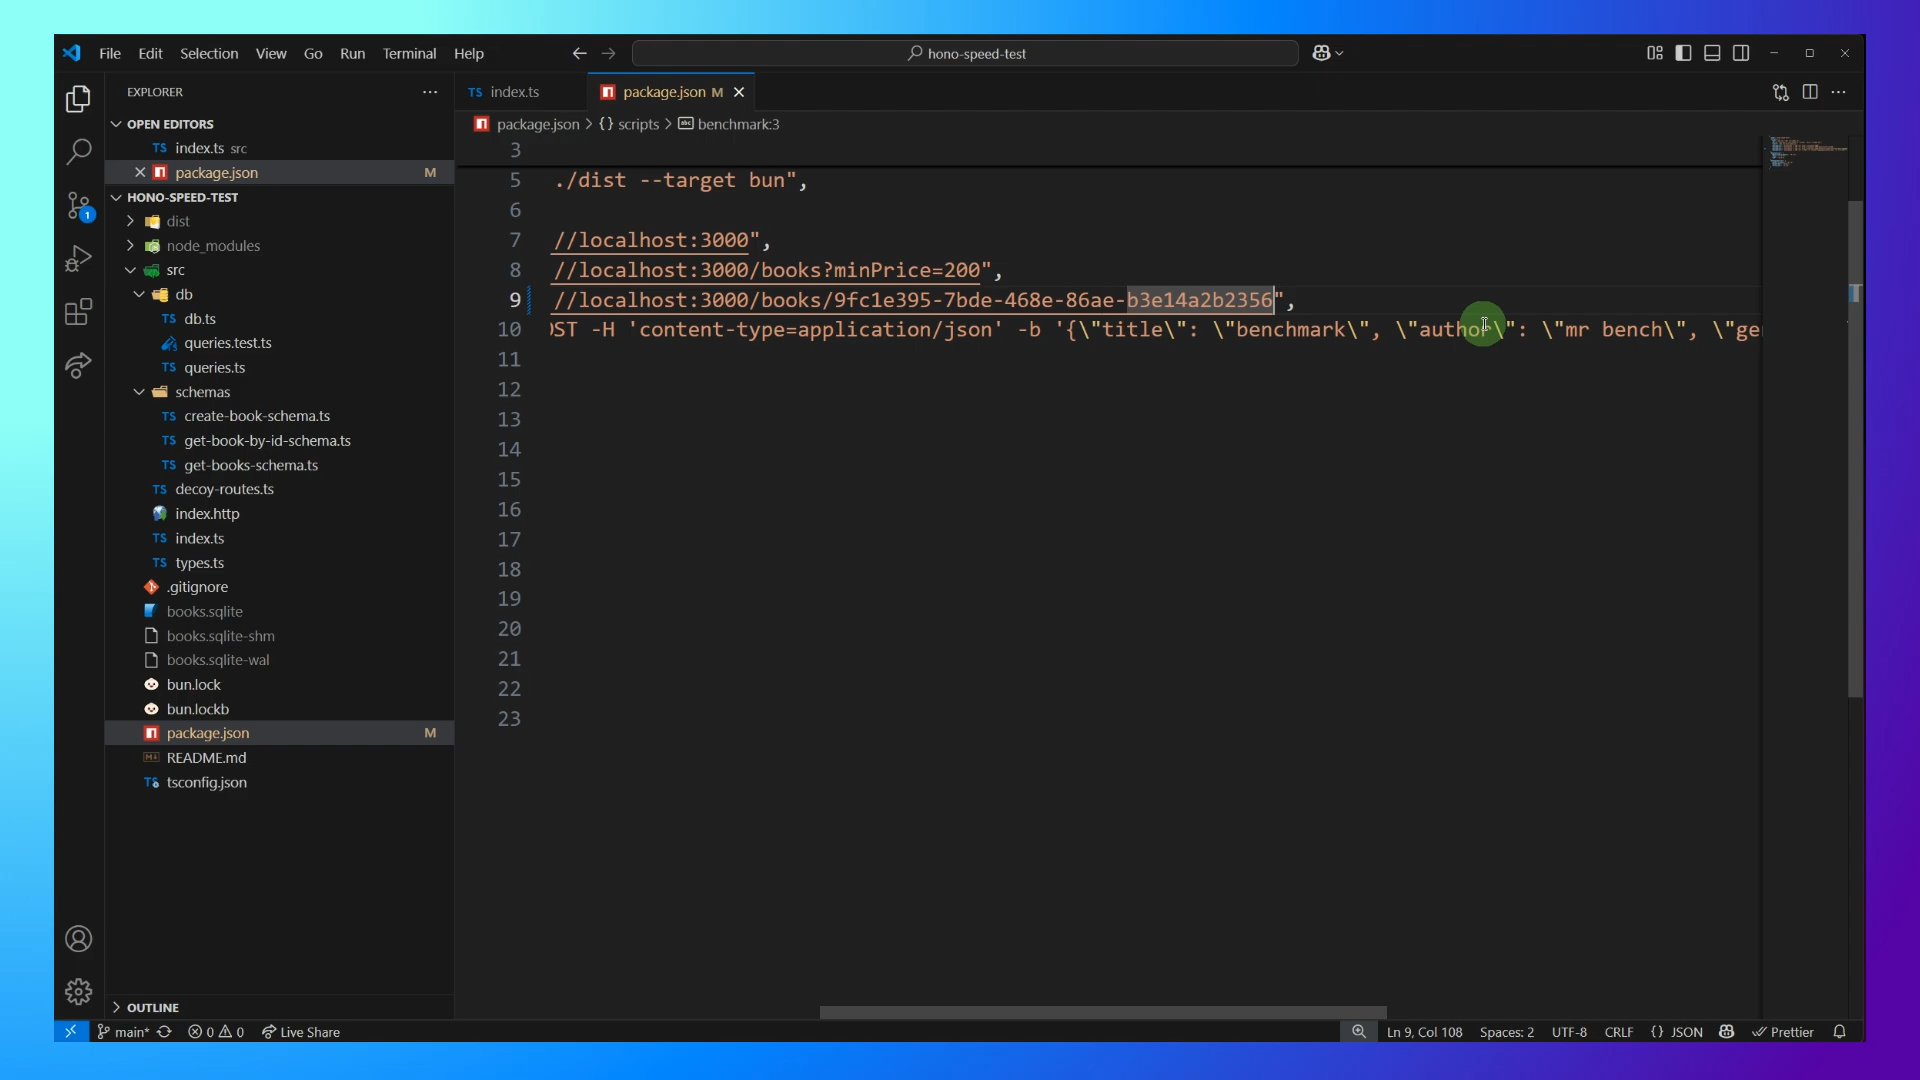 File Edit Selection View Go Run Terminal Help
hono-speed-test
EXPLORER
OPEN EDITORS
TS index.ts src
package.json M
HONO-SPEED-TEST
dist
node_modules
src
db
TS db.ts
queries.test.ts
TS queries.ts
schemas
TS create-book-schema.ts
TS get-book-by-id-schema.ts
TS get-books-schema.ts
TS decoy-routes.ts
index.http
TS index.ts
TS types.ts
.gitignore
books.sqlite
books.sqlite-shm
books.sqlite-wal
bun.lock
bun.lockb
package.json M
README.md
TS tsconfig.json
OUTLINE
TS index.ts
package.json M
package.json > {} scripts > abc benchmark:3
3
5 ./dist --target bun",
6
7 //localhost:3000",
8 //localhost:3000/books?minPrice=200",
9 //localhost:3000/books/9fc1e395-7bde-468e-86ae-b3e14a2b2356",
10 OST -H 'content-type=application/json' -b '{\"title\": \"benchmark\", \"author\": \"mr bench\", \"ge
11
12
13
14
15
16
17
18
19
20
21
22
23
main* 0 0 Live Share
Ln 9, Col 108 Spaces: 2 UTF-8 CRLF {} JSON Prettier
1